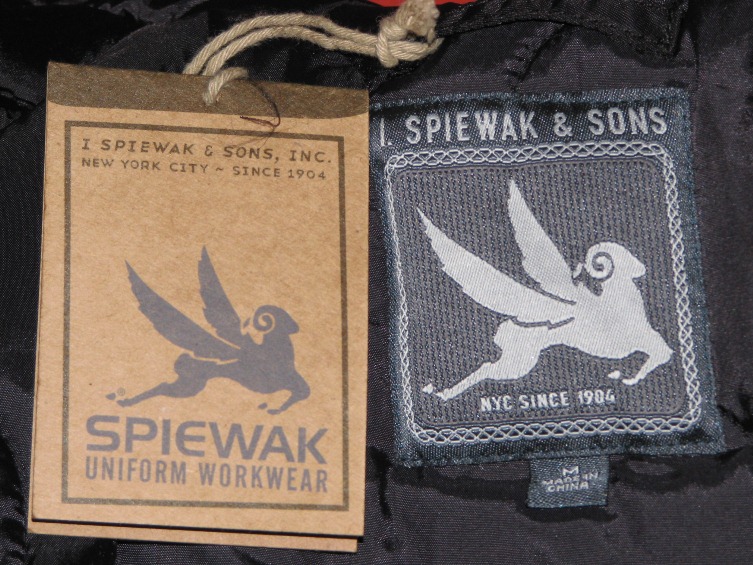 I SPIEWAK & SONS, INC.
NEW YORK CITY ~ SINCE 1904
SPIEWAK
UNIFORM WORKWEAR
I. SPIEWAK & SONS
NYC SINCE 1904
M
MADE IN
CHINA